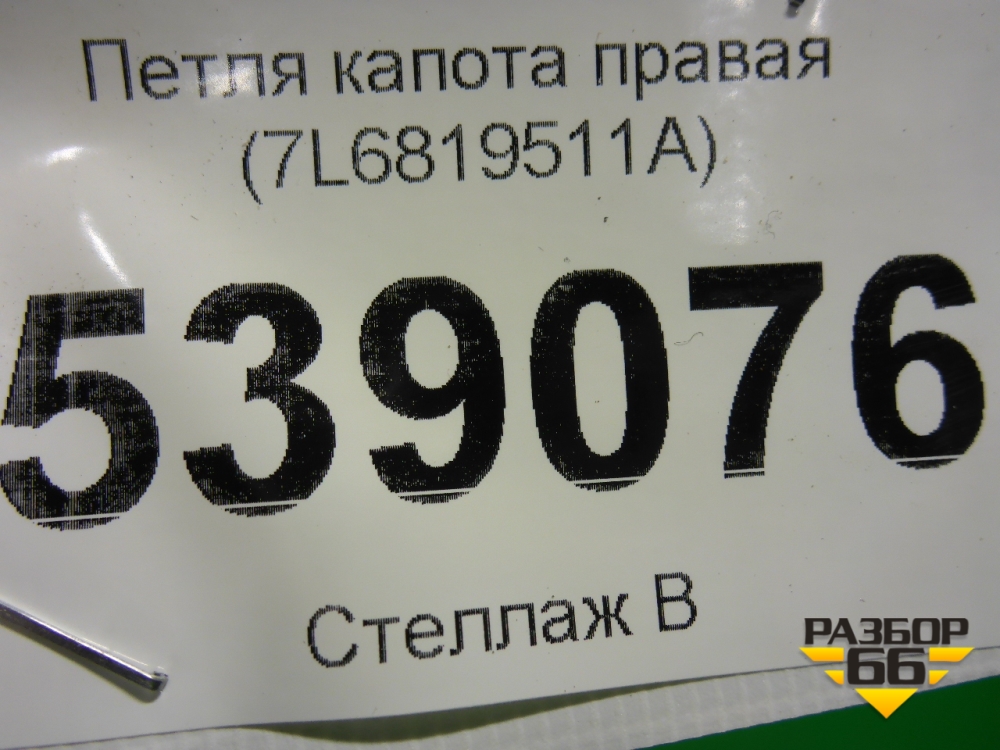 Петля капота правая
(7L6819511A)
539076
Стеллаж В
РАЗБОР
66